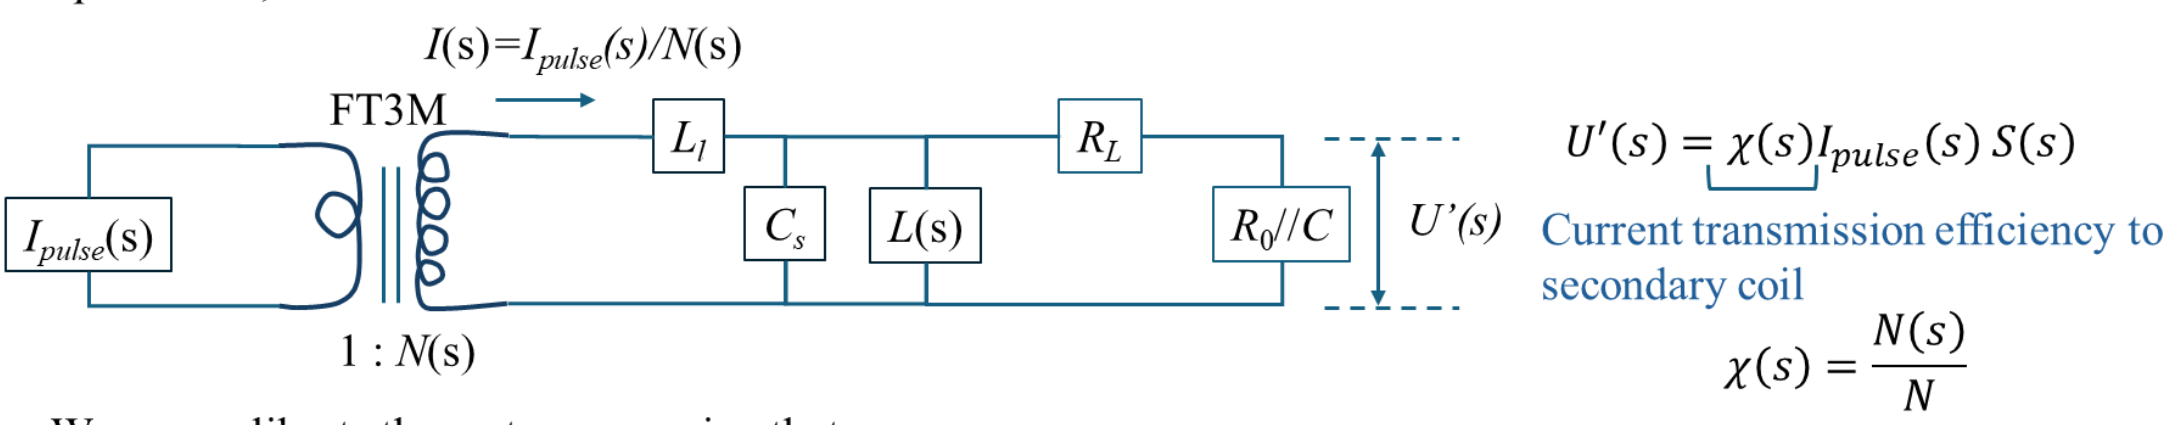 I(s)=I_pulse(s)/N(s)
FT3M
I_pulse(s)
1 : N(s)
L_l
C_s
L(s)
R_L
R_0//C
U’(s)
U′(s) = χ(s)I_pulse(s) S(s)
Current transmission efficiency to
secondary coil
χ(s) = N(s)/N